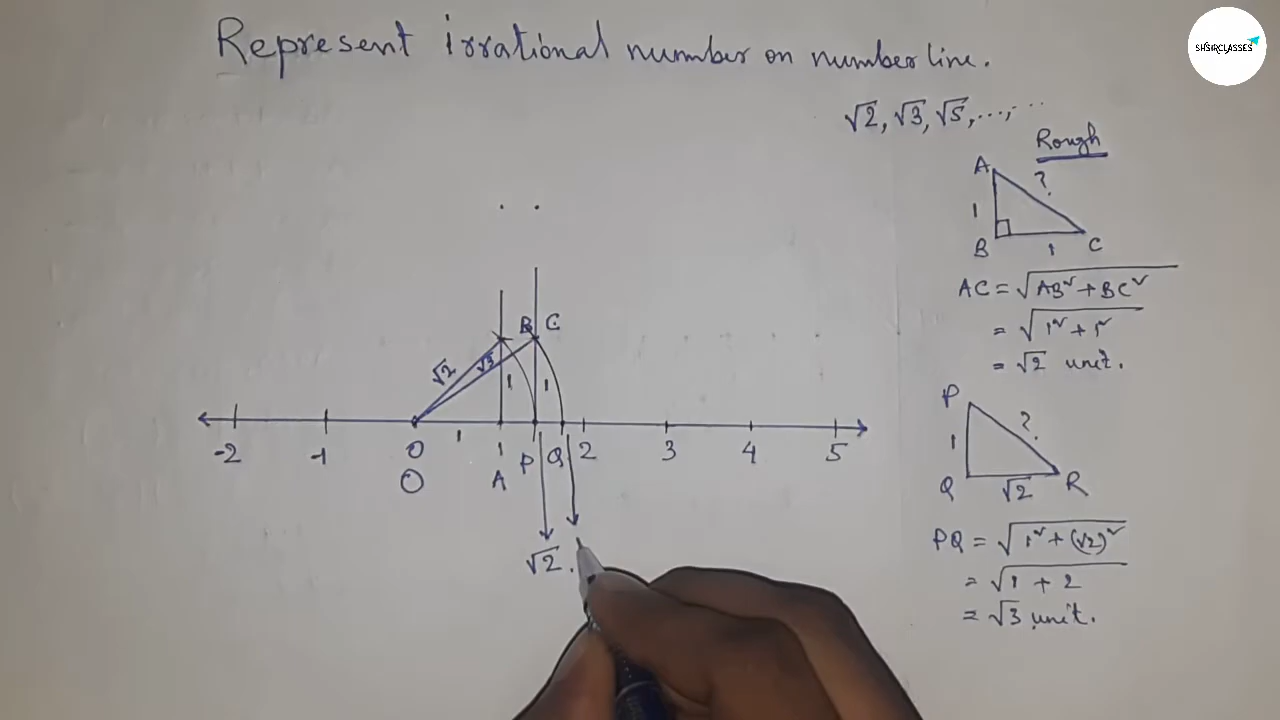 Represent irrational number on number line.
SHSIRCLASSES
√2, √3, √5, ..., ...
Rough
A
?
1
B
1
C
AC = √AB² + BC²
= √1² + 1²
= √2 unit.
P
?
1
Q
√2
R
PQ = √1² + (√2)²
= √1 + 2
= √3 unit.
B C
√2
√3
1
1
1
-2 -1 0 1 2 3 4 5
O A P Q
√2.